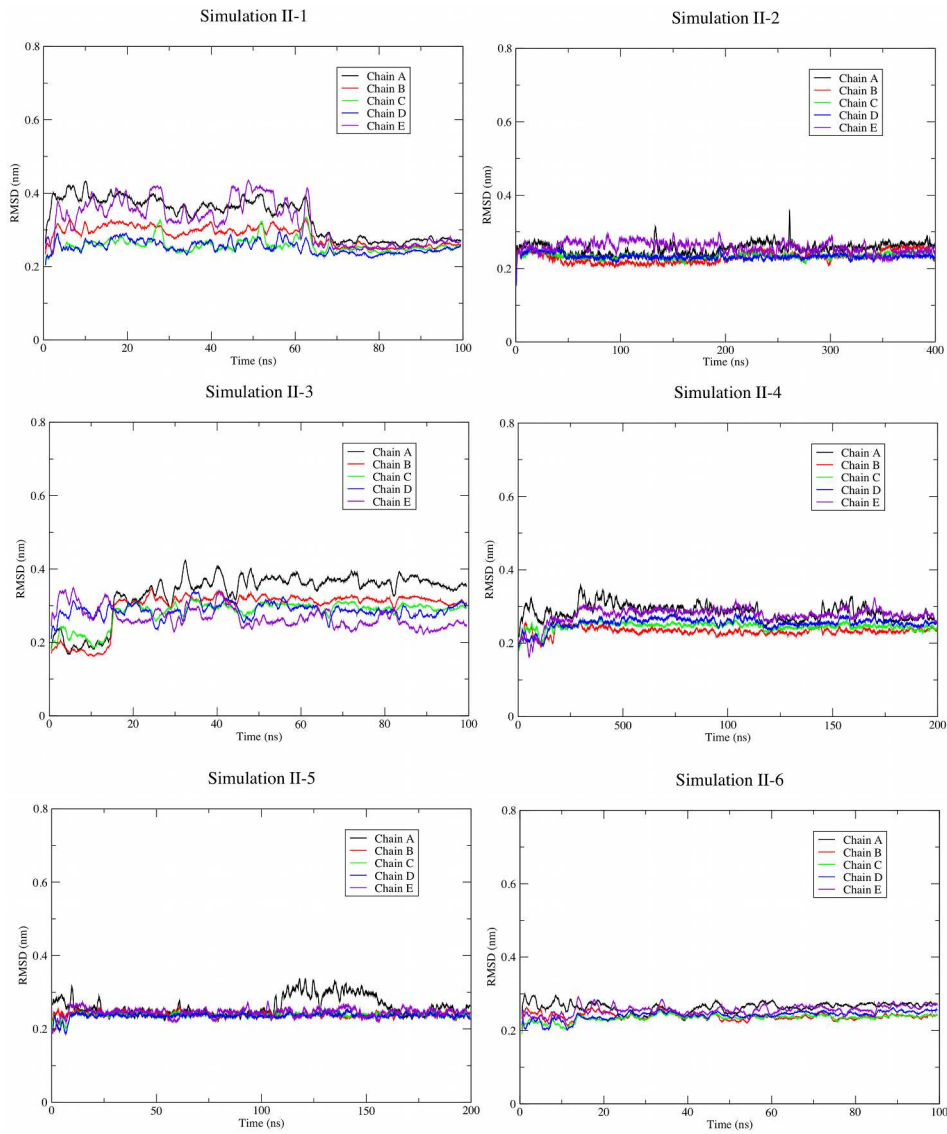 Simulation II-1
0.8
0.6
0.4
0.2
0
RMSD (nm)
Chain A
Chain B
Chain C
Chain D
Chain E
0 20 40 60 80 100
Time (ns)
Simulation II-2
0.8
0.6
0.4
0.2
0
RMSD (nm)
Chain A
Chain B
Chain C
Chain D
Chain E
0 100 200 300 400
Time (ns)
Simulation II-3
0.8
0.6
0.4
0.2
0
RMSD (nm)
Chain A
Chain B
Chain C
Chain D
Chain E
0 20 40 60 80 100
Time (ns)
Simulation II-4
0.8
0.6
0.4
0.2
0
RMSD (nm)
Chain A
Chain B
Chain C
Chain D
Chain E
0 500 100 150 200
Time (ns)
Simulation II-5
0.8
0.6
0.4
0.2
0
RMSD (nm)
Chain A
Chain B
Chain C
Chain D
Chain E
0 50 100 150 200
Time (ns)
Simulation II-6
0.8
0.6
0.4
0.2
0
RMSD (nm)
Chain A
Chain B
Chain C
Chain D
Chain E
0 20 40 60 80 100
Time (ns)